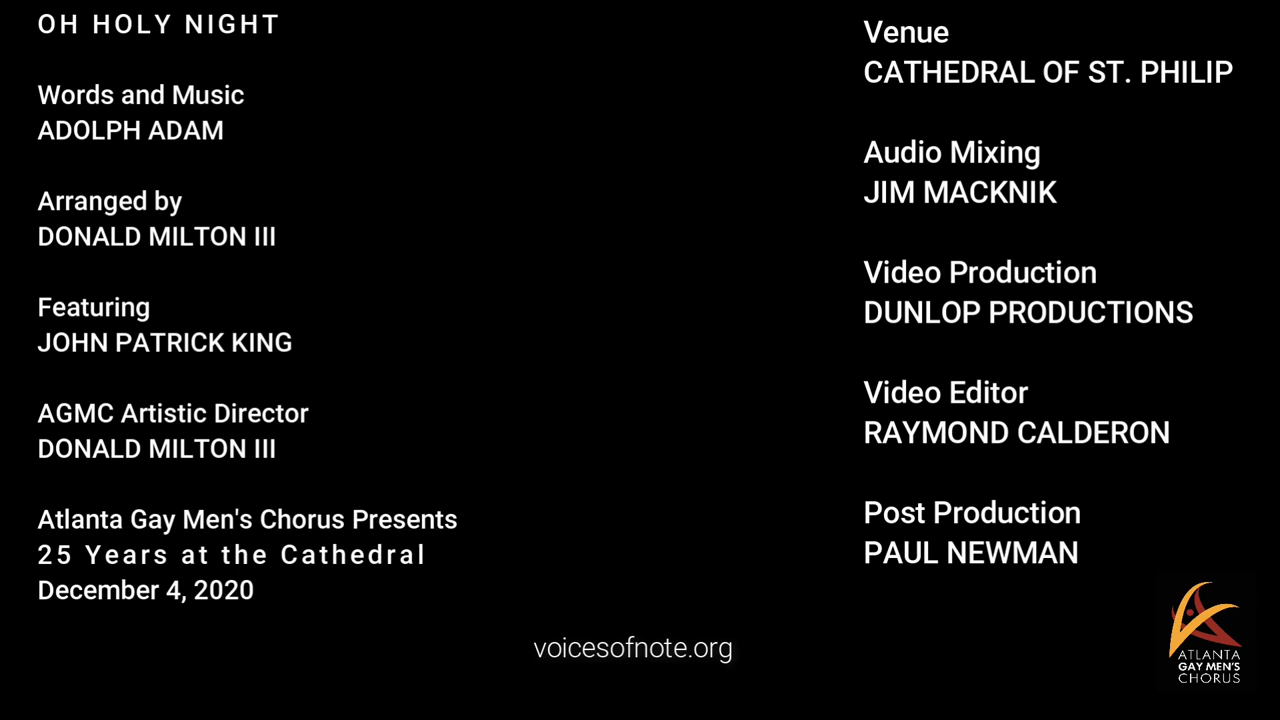 OH HOLY NIGHT
Words and Music
ADOLPH ADAM
Arranged by
DONALD MILTON III
Featuring
JOHN PATRICK KING
AGMC Artistic Director
DONALD MILTON III
Atlanta Gay Men's Chorus Presents
25 Years at the Cathedral
December 4, 2020
Venue
CATHEDRAL OF ST. PHILIP
Audio Mixing
JIM MACKNIK
Video Production
DUNLOP PRODUCTIONS
Video Editor
RAYMOND CALDERON
Post Production
PAUL NEWMAN
voicesofnote.org
ATLANTA
GAY MEN'S
CHORUS